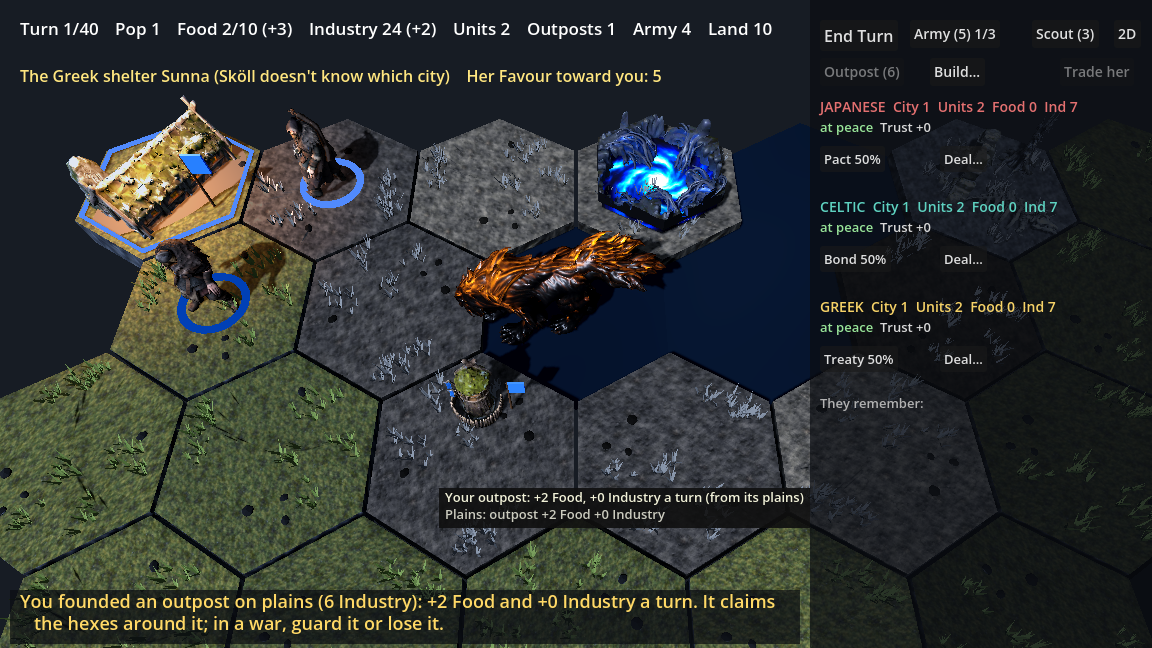 Turn 1/40 Pop 1 Food 2/10 (+3) Industry 24 (+2) Units 2 Outposts 1 Army 4 Land 10
The Greek shelter Sunna (Sköll doesn't know which city) Her Favour toward you: 5
End Turn Army (5) 1/3 Scout (3) 2D
Outpost (6) Build... Trade her
JAPANESE City 1 Units 2 Food 0 Ind 7
at peace Trust +0
Pact 50% Deal...
CELTIC City 1 Units 2 Food 0 Ind 7
at peace Trust +0
Bond 50% Deal...
GREEK City 1 Units 2 Food 0 Ind 7
at peace Trust +0
Treaty 50% Deal...
They remember:
Your outpost: +2 Food, +0 Industry a turn (from its plains)
Plains: outpost +2 Food +0 Industry
You founded an outpost on plains (6 Industry): +2 Food and +0 Industry a turn. It claims
the hexes around it; in a war, guard it or lose it.